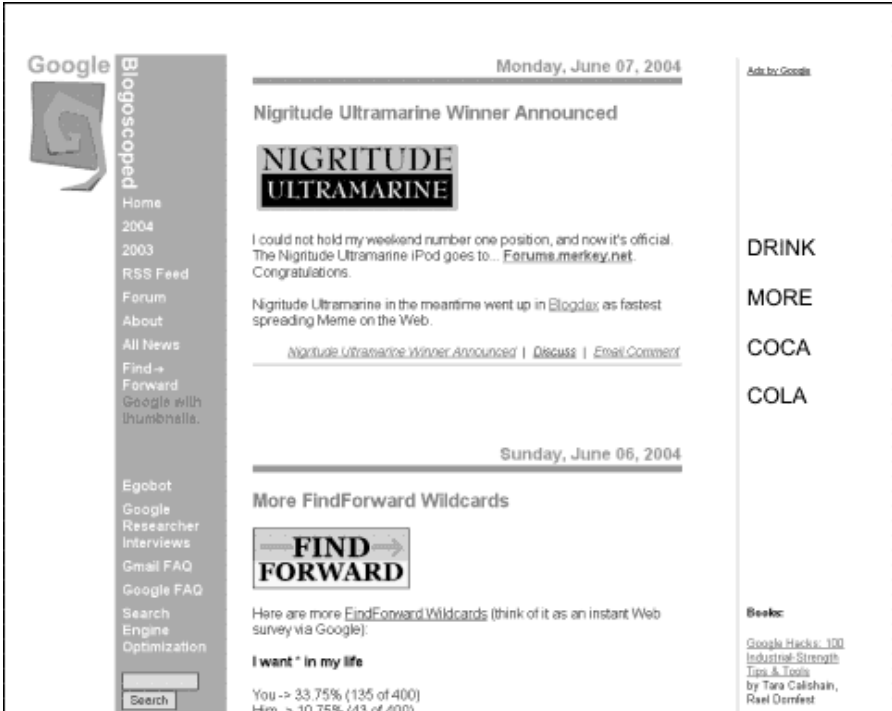 Google
Blogoscoped
Home
2004
2003
RSS Feed
Forum
About
All News
Find→
Forward
Google with
thumbnails.
Egobot
Google
Researcher
Interviews
Gmail FAQ
Google FAQ
Search
Engine
Optimization
Search
Monday, June 07, 2004
Nigritude Ultramarine Winner Announced
NIGRITUDE
ULTRAMARINE
I could not hold my weekend number one position, and now it's official.
The Nigritude Ultramarine iPod goes to... Forums.merkey.net.
Congratulations.
Nigritude Ultramarine in the meantime went up in Blogdex as fastest
spreading Meme on the Web.
Nigritude Ultramarine Winner Announced | Discuss | Email Comment
Sunday, June 06, 2004
More FindForward Wildcards
FIND
FORWARD
Here are more FindForward Wildcards (think of it as an instant Web
survey via Google):
I want * in my life
You -> 33.75% (135 of 400)
Him -> 10.75% (43 of 400)
Ads by Google
DRINK
MORE
COCA
COLA
Books:
Google Hacks: 100
Industrial-Strength
Tips & Tools
by Tara Calishain,
Rael Dornfest